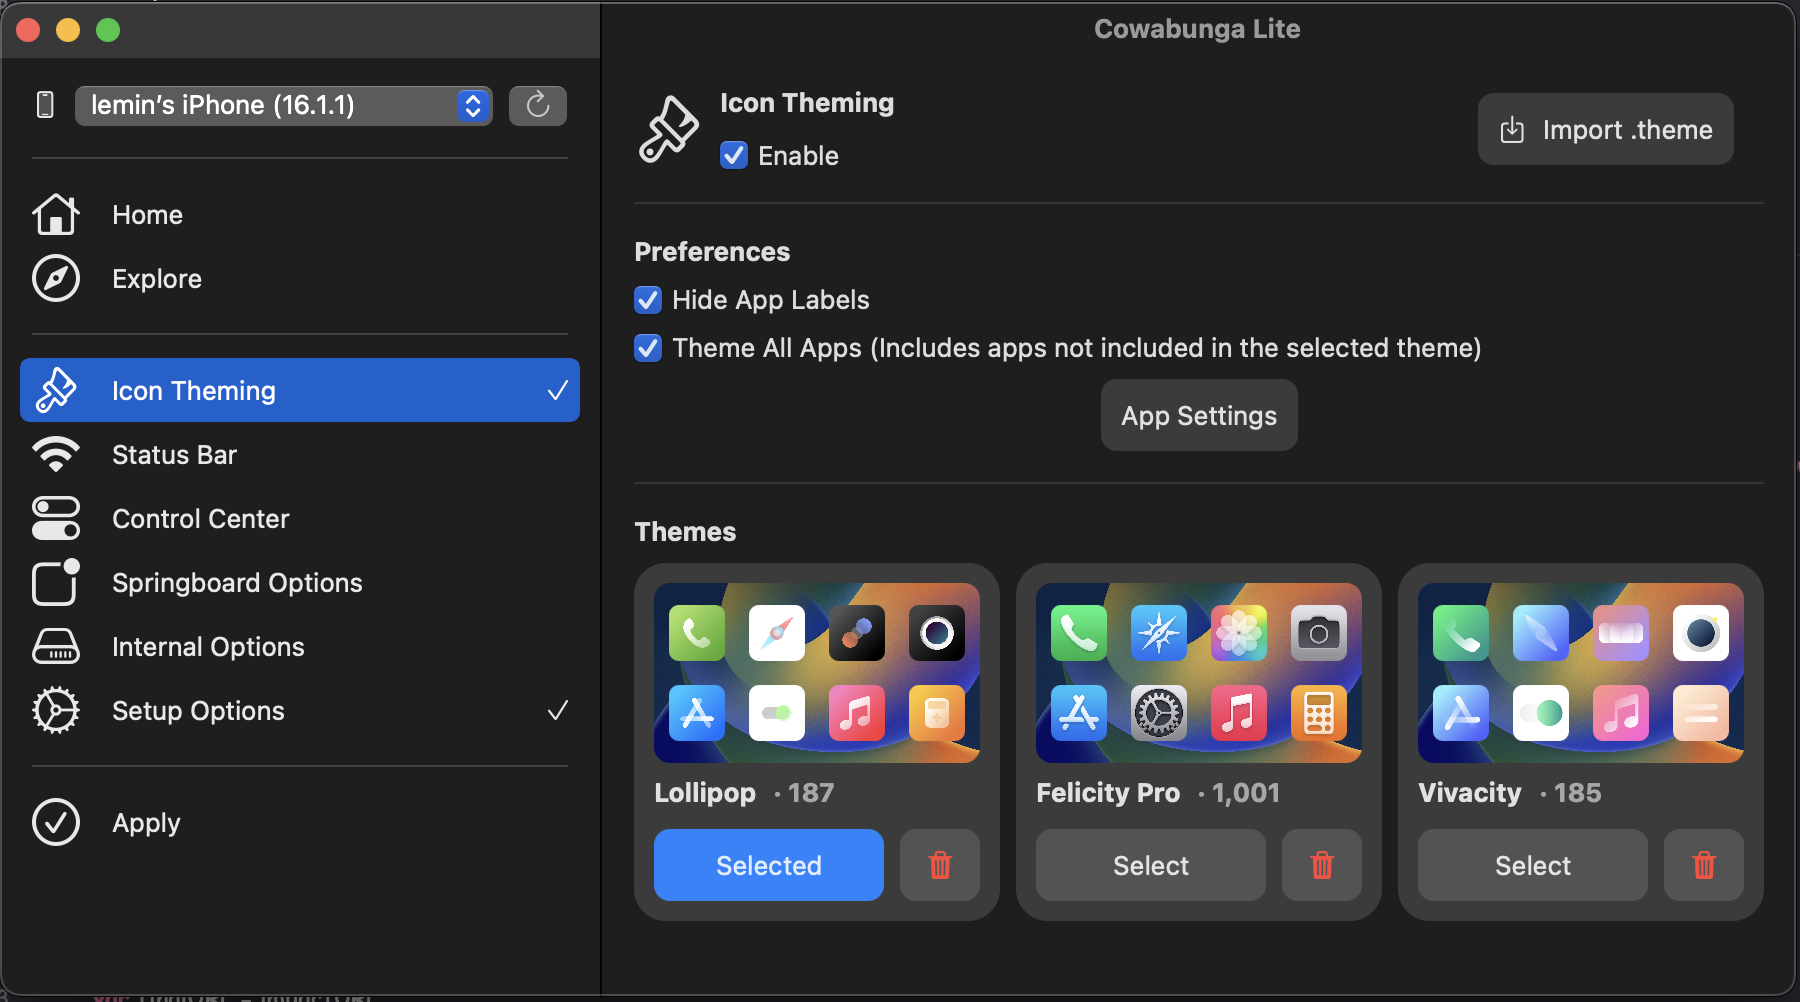 Cowabunga Lite
lemin’s iPhone (16.1.1)
Home
Explore
Icon Theming
Status Bar
Control Center
Springboard Options
Internal Options
Setup Options
Apply
Icon Theming
Enable
Import .theme
Preferences
Hide App Labels
Theme All Apps (Includes apps not included in the selected theme)
App Settings
Themes
Lollipop · 187
Selected
Felicity Pro · 1,001
Select
Vivacity · 185
Select